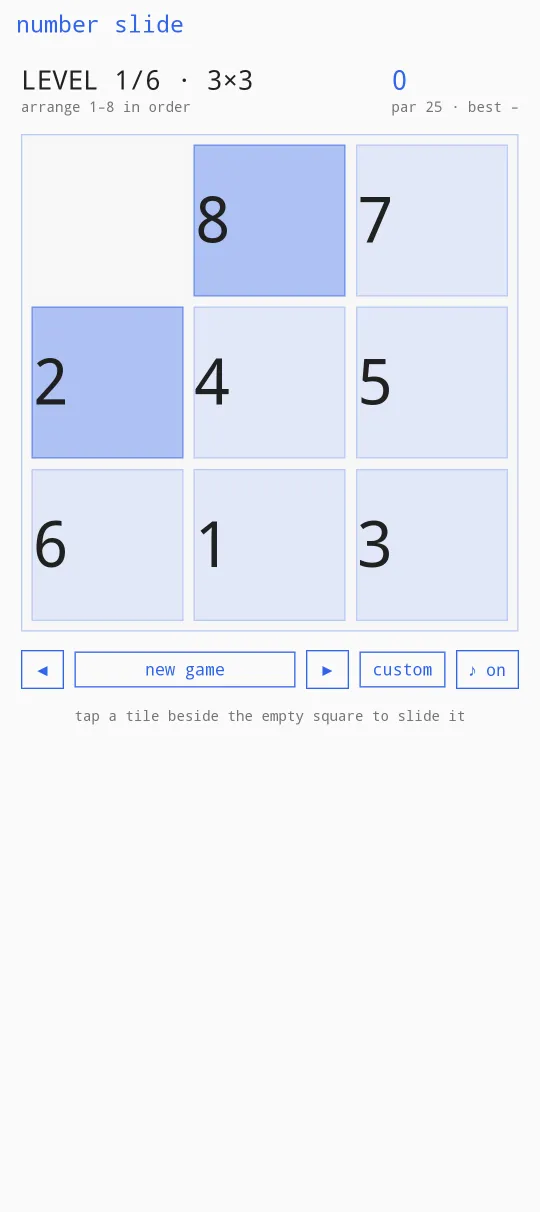 number slide
LEVEL 1/6 · 3×3 0
arrange 1–8 in order par 25 · best –
8 7
2 4 5
6 1 3
◀ new game ▶ custom ♪ on
tap a tile beside the empty square to slide it